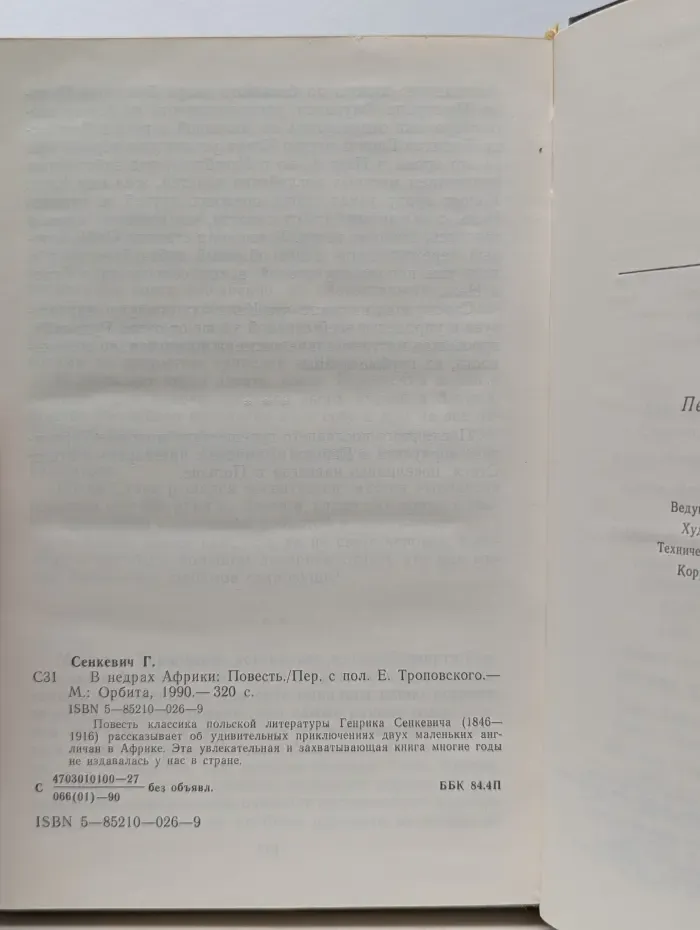 Сенкевич Г.
С31 В недрах Африки: Повесть./Пер. с пол. Е. Троповского.—
М.: Орбита, 1990.— 320 с.
ISBN 5—85210—026—9
Повесть классика польской литературы Генрика Сенкевича (1846—
1916) рассказывает об удивительных приключениях двух маленьких анг-
личан в Африке. Эта увлекательная и захватывающая книга многие годы
не издавалась у нас в стране.
С 4703010100—27 без объявл. ББК 84.4П
066(01)—90
ISBN 5—85210—026—9
Пе
Веду
Худ
Техниче
Кор